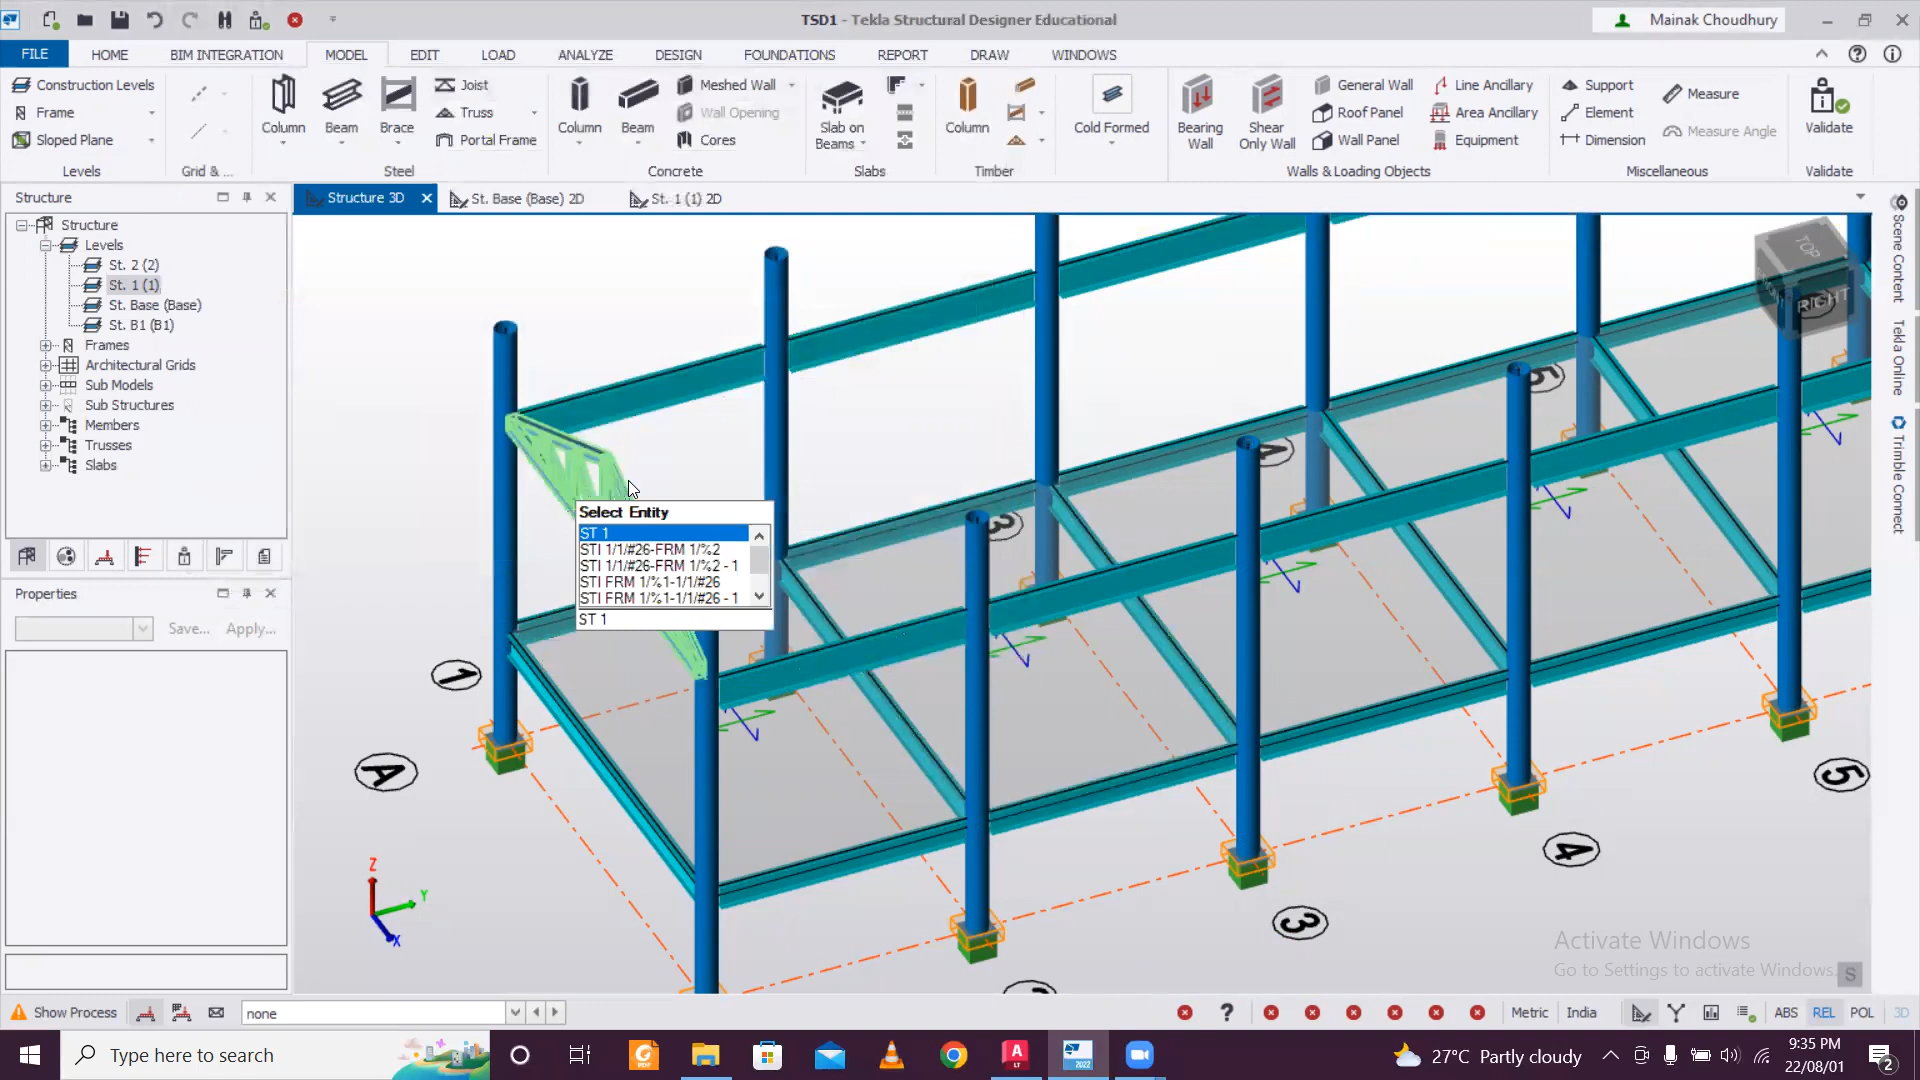 TSD1 - Tekla Structural Designer Educational
Mainak Choudhury
FILE HOME BIM INTEGRATION MODEL EDIT LOAD ANALYZE DESIGN FOUNDATIONS REPORT DRAW WINDOWS
Construction Levels
Frame
Sloped Plane
Levels
Grid & ...
Column
Beam
Brace
Joist
Truss
Portal Frame
Steel
Column
Beam
Meshed Wall
Wall Opening
Cores
Concrete
Slab on
Beams
Slabs
Column
Timber
Cold Formed
Bearing
Wall
Shear
Only Wall
General Wall
Roof Panel
Wall Panel
Line Ancillary
Area Ancillary
Equipment
Walls & Loading Objects
Support
Element
Dimension
Measure
Measure Angle
Miscellaneous
Validate
Validate
Structure
Structure 3D
St. Base (Base) 2D
St. 1 (1) 2D
Structure
Levels
St. 2 (2)
St. 1 (1)
St. Base (Base)
St. B1 (B1)
Frames
Architectural Grids
Sub Models
Sub Structures
Members
Trusses
Slabs
Properties
Save...
Apply...
Select Entity
ST 1
STI 1/1/#26-FRM 1/%2
STI 1/1/#26-FRM 1/%2 - 1
STI FRM 1/%1-1/1/#26
STI FRM 1/%1-1/1/#26 - 1
ST 1
TOP
RIGHT
Scene Content
Tekla Online
Trimble Connect
5
4
3
1
A
5
4
3
Z
Y
X
Activate Windows
Go to Settings to activate Windows.
S
Show Process
none
Metric
India
ABS
REL
POL
3D
Type here to search
27°C Partly cloudy
9:35 PM
22/08/01
2